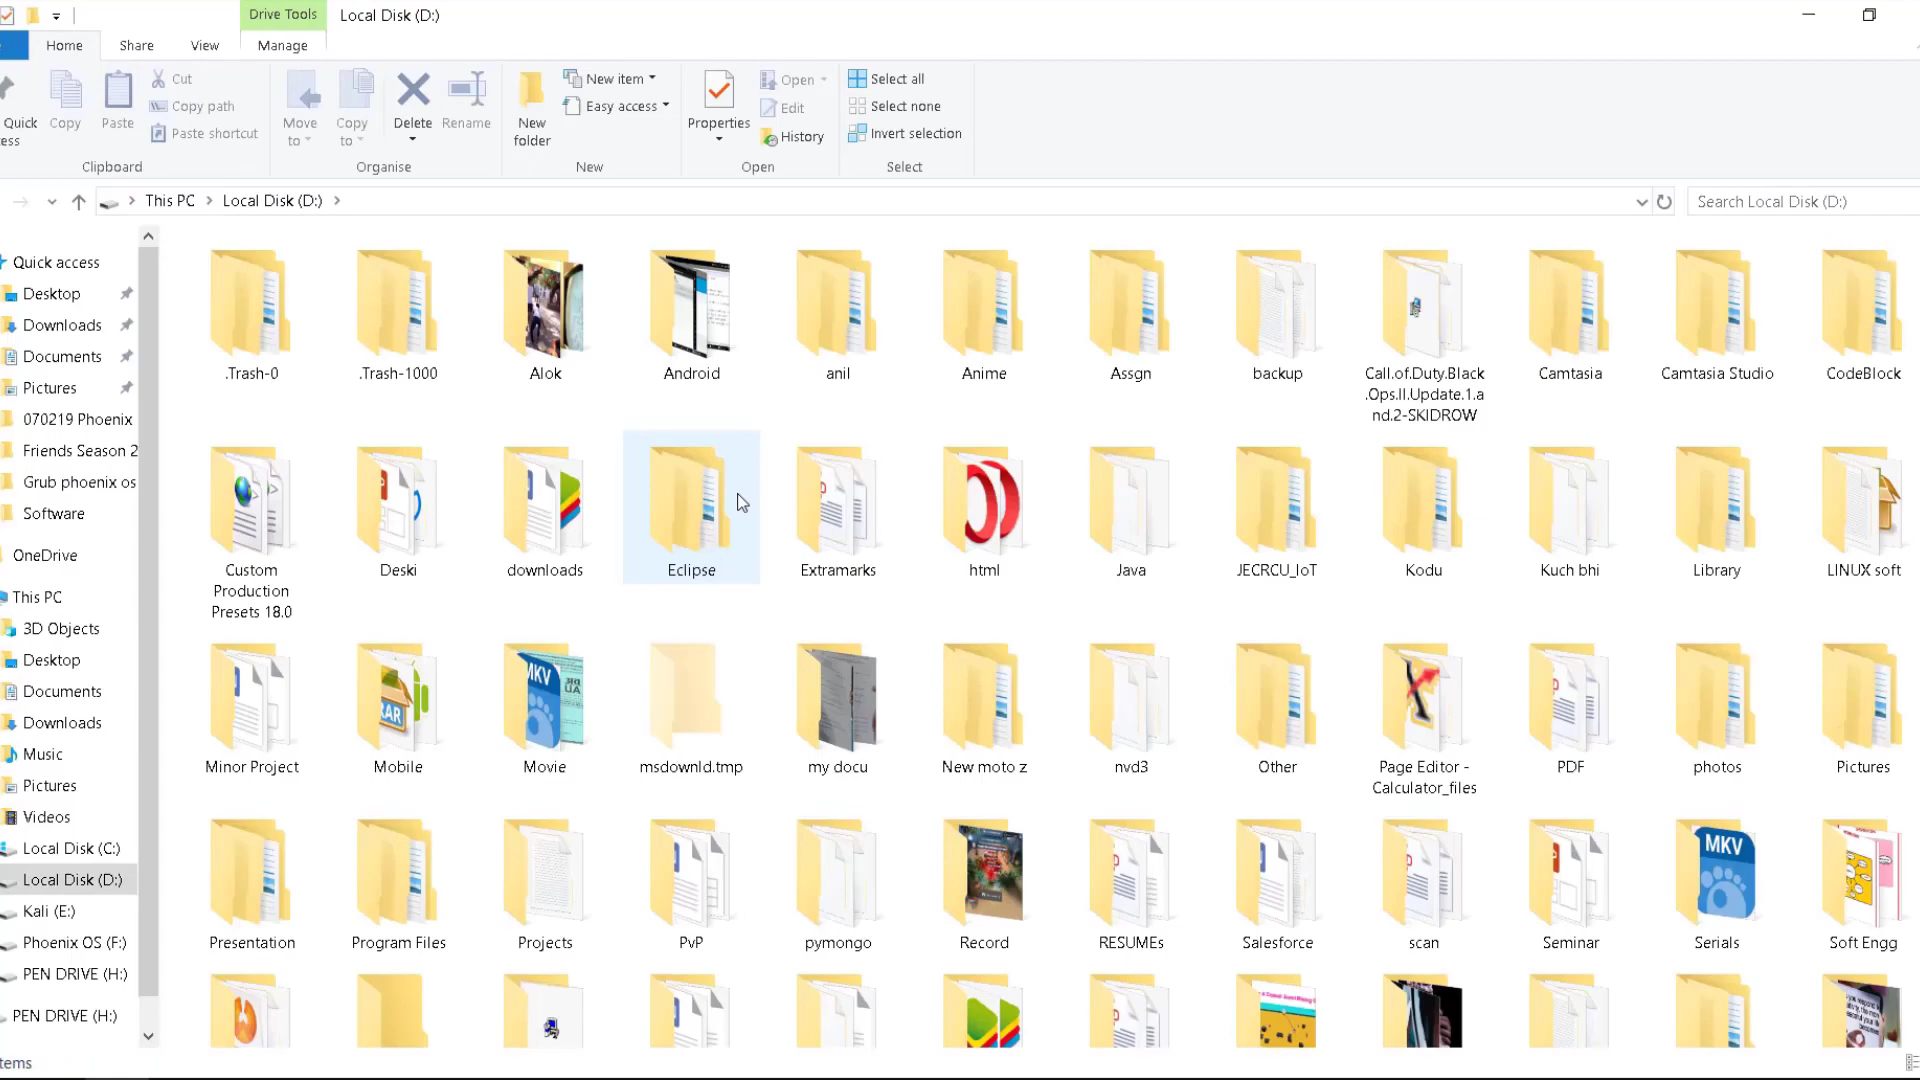 Drive Tools
Local Disk (D:)
Home
Share
View
Manage
Quick
Copy
Paste
Cut
Copy path
Paste shortcut
Clipboard
Move to
Copy to
Delete
Rename
Organise
New folder
New item
Easy access
New
Properties
Open
Edit
History
Open
Select all
Select none
Invert selection
Select
This PC > Local Disk (D:) >
Search Local Disk (D:)
Quick access
Desktop
Downloads
Documents
Pictures
070219 Phoenix
Friends Season 2
Grub phoenix os
Software
OneDrive
This PC
3D Objects
Desktop
Documents
Downloads
Music
Pictures
Videos
Local Disk (C:)
Local Disk (D:)
Kali (E:)
Phoenix OS (F:)
PEN DRIVE (H:)
PEN DRIVE (H:)
.Trash-0
.Trash-1000
Alok
Android
anil
Anime
Assgn
backup
Call.of.Duty.Black
.Ops.II.Update.1.a
nd.2-SKIDROW
Camtasia
Camtasia Studio
CodeBlock
Custom
Production
Presets 18.0
Deski
downloads
Eclipse
Extramarks
html
Java
JECRCU_IoT
Kodu
Kuch bhi
Library
LINUX soft
Minor Project
Mobile
Movie
msdownld.tmp
my docu
New moto z
nvd3
Other
Page Editor -
Calculator_files
PDF
photos
Pictures
Presentation
Program Files
Projects
PvP
pymongo
Record
RESUMEs
Salesforce
scan
Seminar
MKV
Serials
Soft Engg